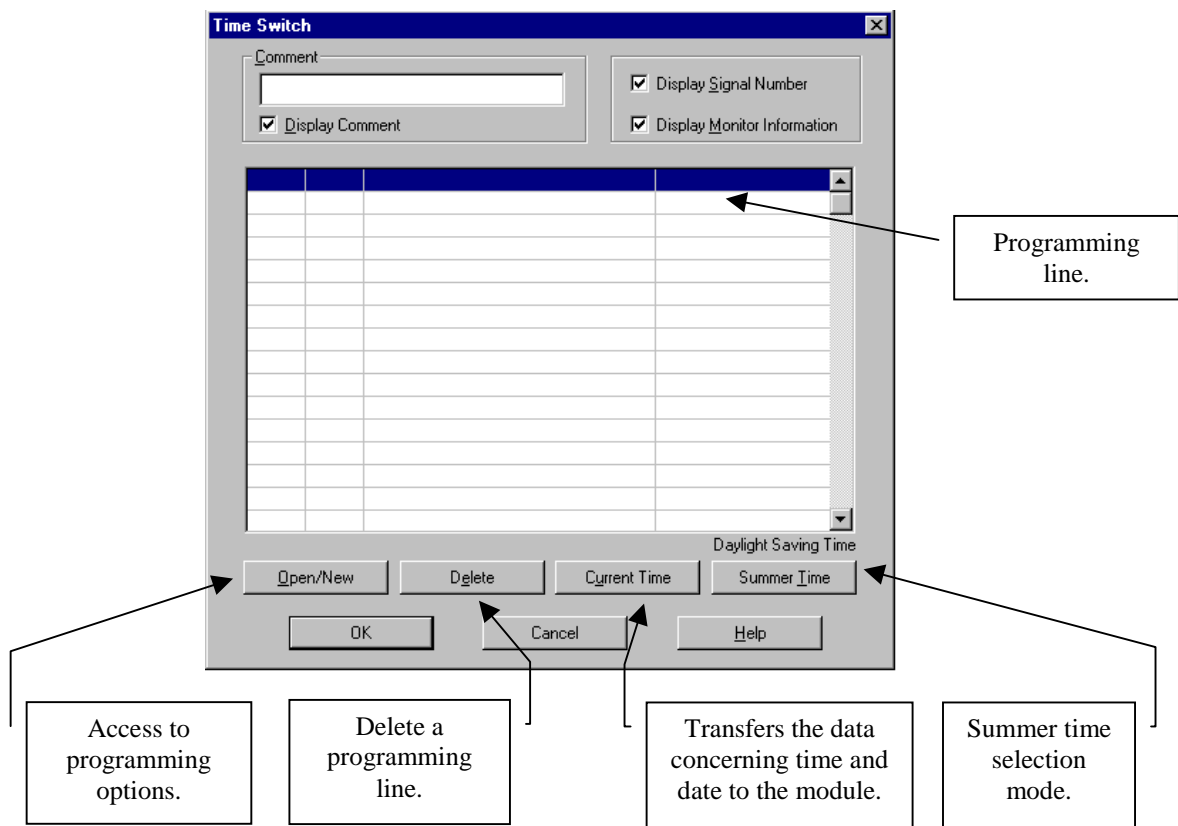 Time Switch
Comment
Display Signal Number
Display Comment
Display Monitor Information
Programming
line.
Daylight Saving Time
Open/New
Delete
Current Time
Summer Time
OK
Cancel
Help
Access to
programming
options.
Delete a
programming
line.
Transfers the data
concerning time and
date to the module.
Summer time
selection
mode.